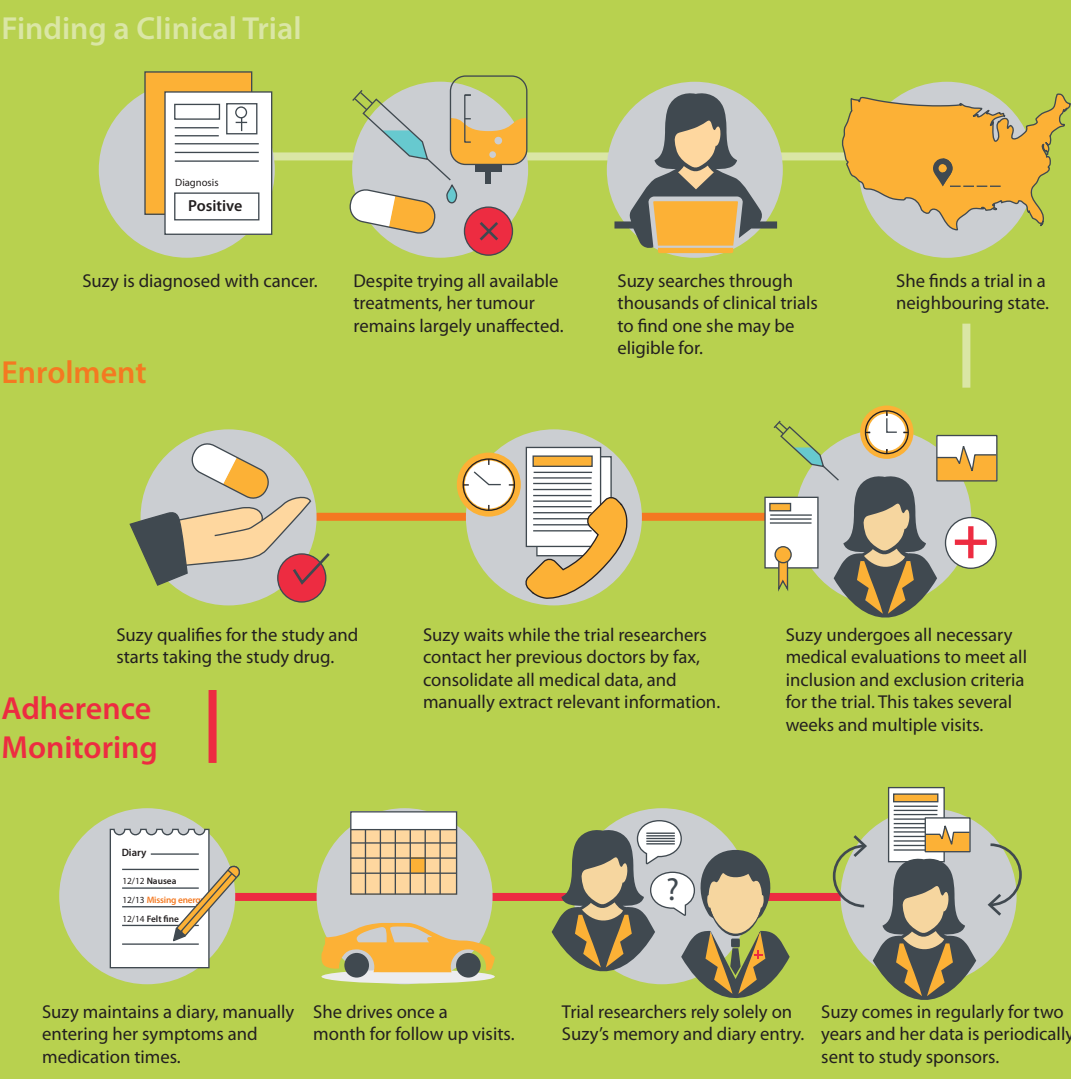 Finding a Clinical Trial
Diagnosis
Positive
Suzy is diagnosed with cancer.
Despite trying all available
treatments, her tumour
remains largely unaffected.
Suzy searches through
thousands of clinical trials
to find one she may be
eligible for.
She finds a trial in a
neighbouring state.
Enrolment
Suzy undergoes all necessary
medical evaluations to meet all
inclusion and exclusion criteria
for the trial. This takes several
weeks and multiple visits.
Suzy waits while the trial researchers
contact her previous doctors by fax,
consolidate all medical data, and
manually extract relevant information.
Suzy qualifies for the study and
starts taking the study drug.
Adherence
Monitoring
Diary
12/12 Nausea
12/13 Missing energ
12/14 Felt fine
Suzy maintains a diary, manually
entering her symptoms and
medication times.
She drives once a
month for follow up visits.
?
Trial researchers rely solely on
Suzy's memory and diary entry.
Suzy comes in regularly for two
years and her data is periodically
sent to study sponsors.